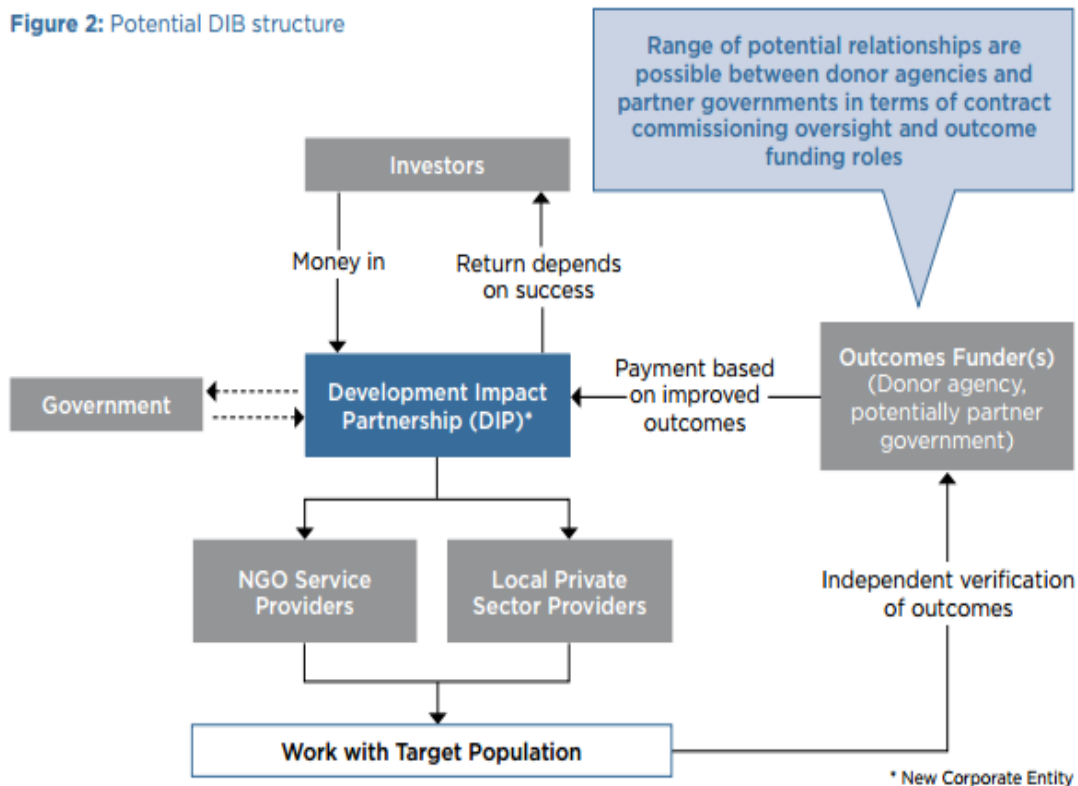 Figure 2: Potential DIB structure
Range of potential relationships are
possible between donor agencies and
partner governments in terms of contract
commissioning oversight and outcome
funding roles
Investors
Money in
Return depends
on success
Government
Development Impact
Partnership (DIP)*
Payment based
on improved
outcomes
Outcomes Funder(s)
(Donor agency,
potentially partner
government)
NGO Service
Providers
Local Private
Sector Providers
Independent verification
of outcomes
Work with Target Population
* New Corporate Entity